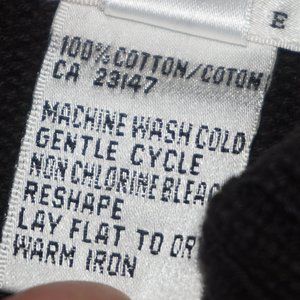 E
100% COTTON/COTON
CA 23147
MACHINE WASH COLD
GENTLE CYCLE
NON CHLORINE BLEAC
RESHAPE
LAY FLAT TO DR
WARM IRON